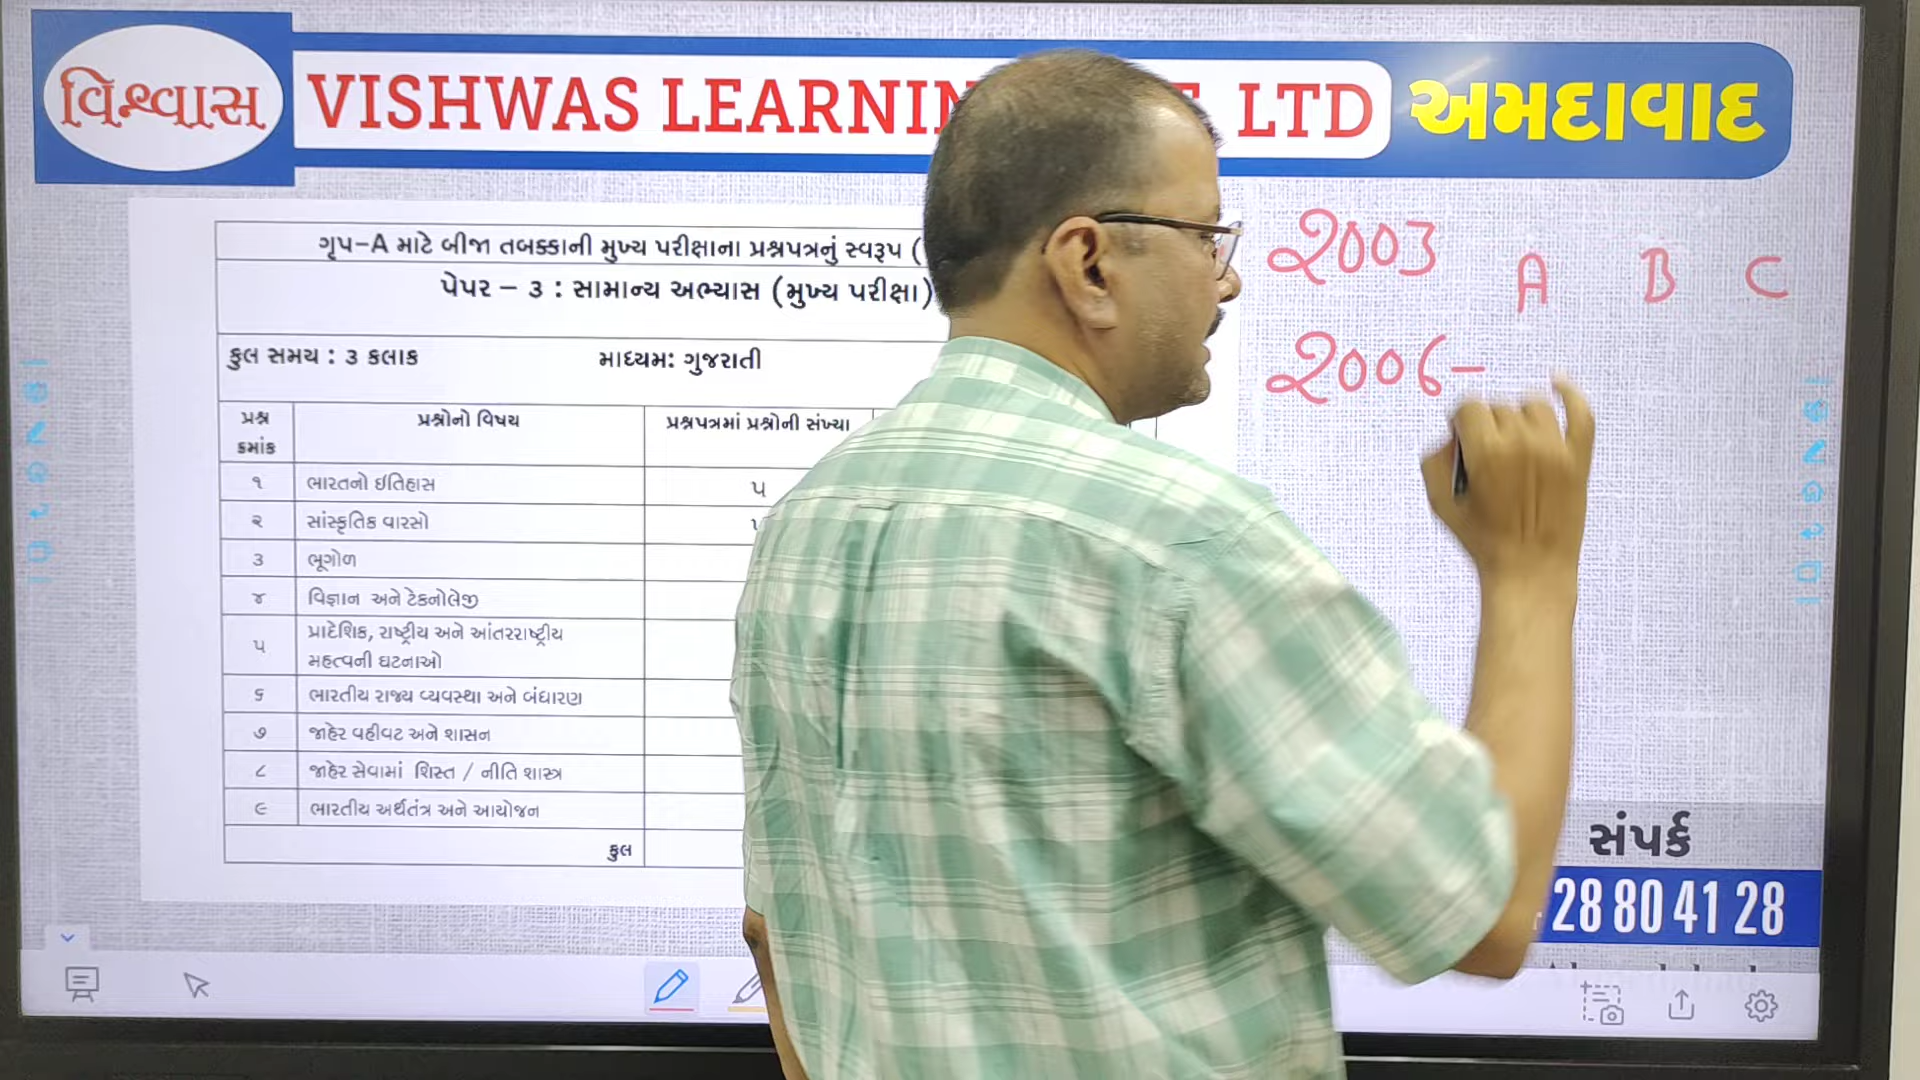 વિશ્વાસ
VISHWAS LEARNIN LTD અમદાવાદ
ગૃપ-A માટે બીજા તબક્કાની મુખ્ય પરીક્ષાના પ્રશ્નપત્રનું સ્વરૂપ (
પેપર – ૩ : સામાન્ય અભ્યાસ (મુખ્ય પરીક્ષા)
કુલ સમય : ૩ કલાક માધ્યમ: ગુજરાતી
પ્રશ્ન ક્રમાંક પ્રશ્નોનો વિષય પ્રશ્નપત્રમાં પ્રશ્નોની સંખ્યા
૧ ભારતનો ઈતિહાસ ૫
૨ સાંસ્કૃતિક વારસો
૩ ભૂગોળ
૪ વિજ્ઞાન અને ટેકનોલેજી
૫ પ્રાદેશિક, રાષ્ટ્રીય અને આંતરરાષ્ટ્રીય
મહત્વની ઘટનાઓ
૬ ભારતીય રાજ્ય વ્યવસ્થા અને બંધારણ
૭ જાહેર વહીવટ અને શાસન
૮ જાહેર સેવામાં શિસ્ત / નીતિ શાસ્ત્ર
૯ ભારતીય અર્થતંત્ર અને આયોજન
કુલ
2003 A B C
2006-
સંપર્ક
28 80 41 28